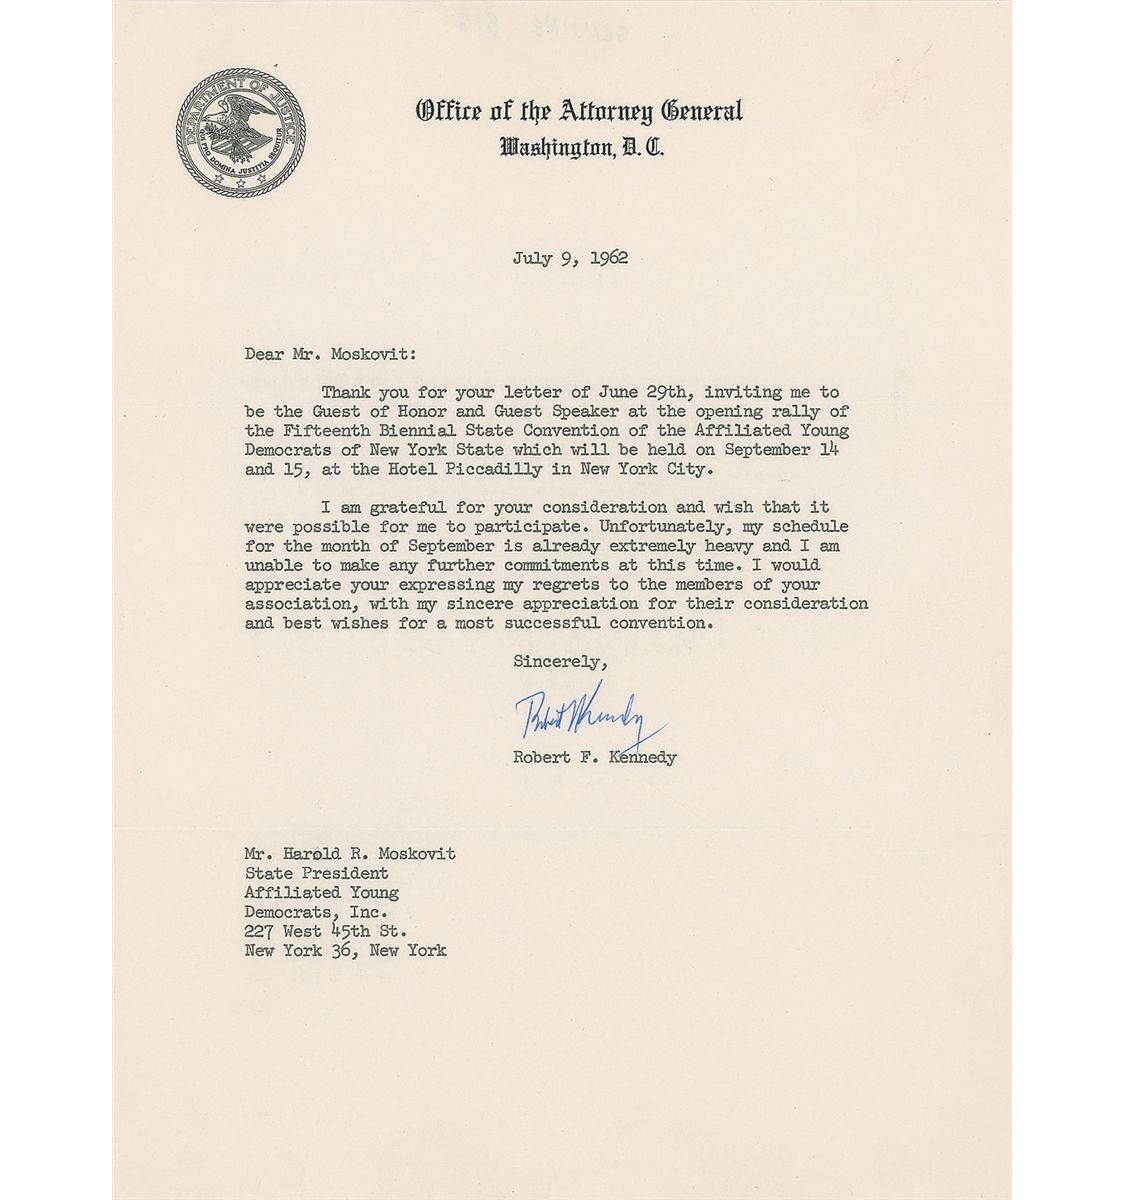 DEPARTMENT OF JUSTICE
QUI PRO DOMINA JUSTITIA SEQUITUR
Office of the Attorney General
Washington, D. C.
July 9, 1962
Dear Mr. Moskovit:
Thank you for your letter of June 29th, inviting me to
be the Guest of Honor and Guest Speaker at the opening rally of
the Fifteenth Biennial State Convention of the Affiliated Young
Democrats of New York State which will be held on September 14
and 15, at the Hotel Piccadilly in New York City.
I am grateful for your consideration and wish that it
were possible for me to participate. Unfortunately, my schedule
for the month of September is already extremely heavy and I am
unable to make any further commitments at this time. I would
appreciate your expressing my regrets to the members of your
association, with my sincere appreciation for their consideration
and best wishes for a most successful convention.
Sincerely,
Robert Kennedy
Robert F. Kennedy
Mr. Harold R. Moskovit
State President
Affiliated Young
Democrats, Inc.
227 West 45th St.
New York 36, New York